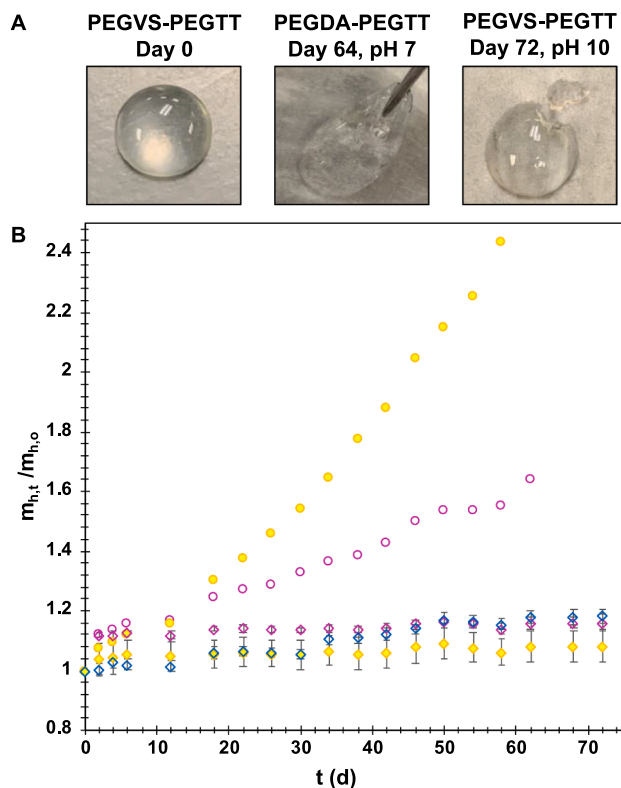 A
PEGVS-PEGTT
Day 0
PEGDA-PEGTT
Day 64, pH 7
PEGVS-PEGTT
Day 72, pH 10
B
2.4
2.2
2
1.8
1.6
1.4
1.2
1
0.8
m_h,t /m_h,o
0 10 20 30 40 50 60 70
t (d)